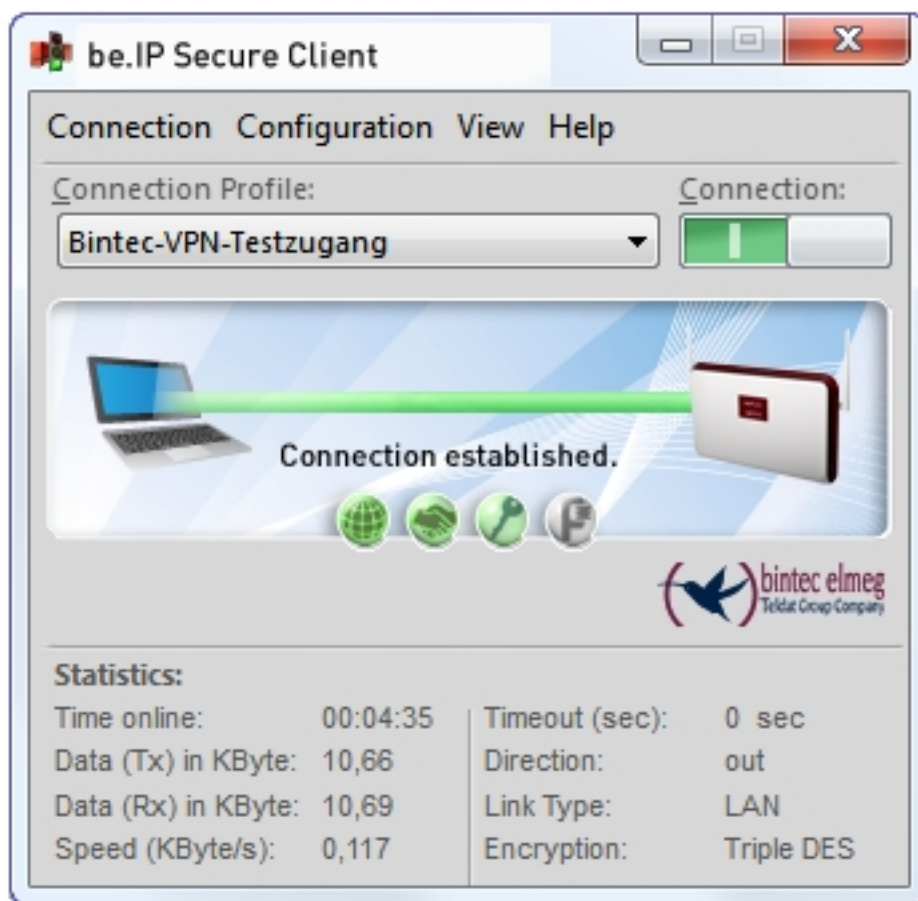 be.IP Secure Client
Connection Configuration View Help
Connection Profile: Connection:
Bintec-VPN-Testzugang
Connection established.
bintec elmeg
Teldat Group Company
Statistics:
Time online: 00:04:35 Timeout (sec): 0 sec
Data (Tx) in KByte: 10,66 Direction: out
Data (Rx) in KByte: 10,69 Link Type: LAN
Speed (KByte/s): 0,117 Encryption: Triple DES